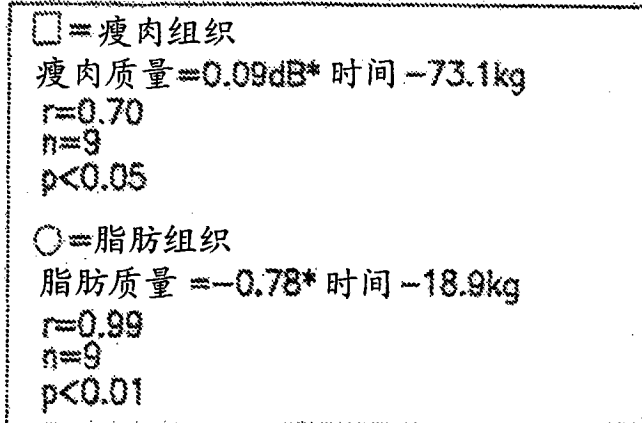 □=瘦肉组织
瘦肉质量=0.09dB* 时间 -73.1kg
r=0.70
n=9
p<0.05
○=脂肪组织
脂肪质量 =-0.78* 时间 -18.9kg
r=0.99
n=9
p<0.01